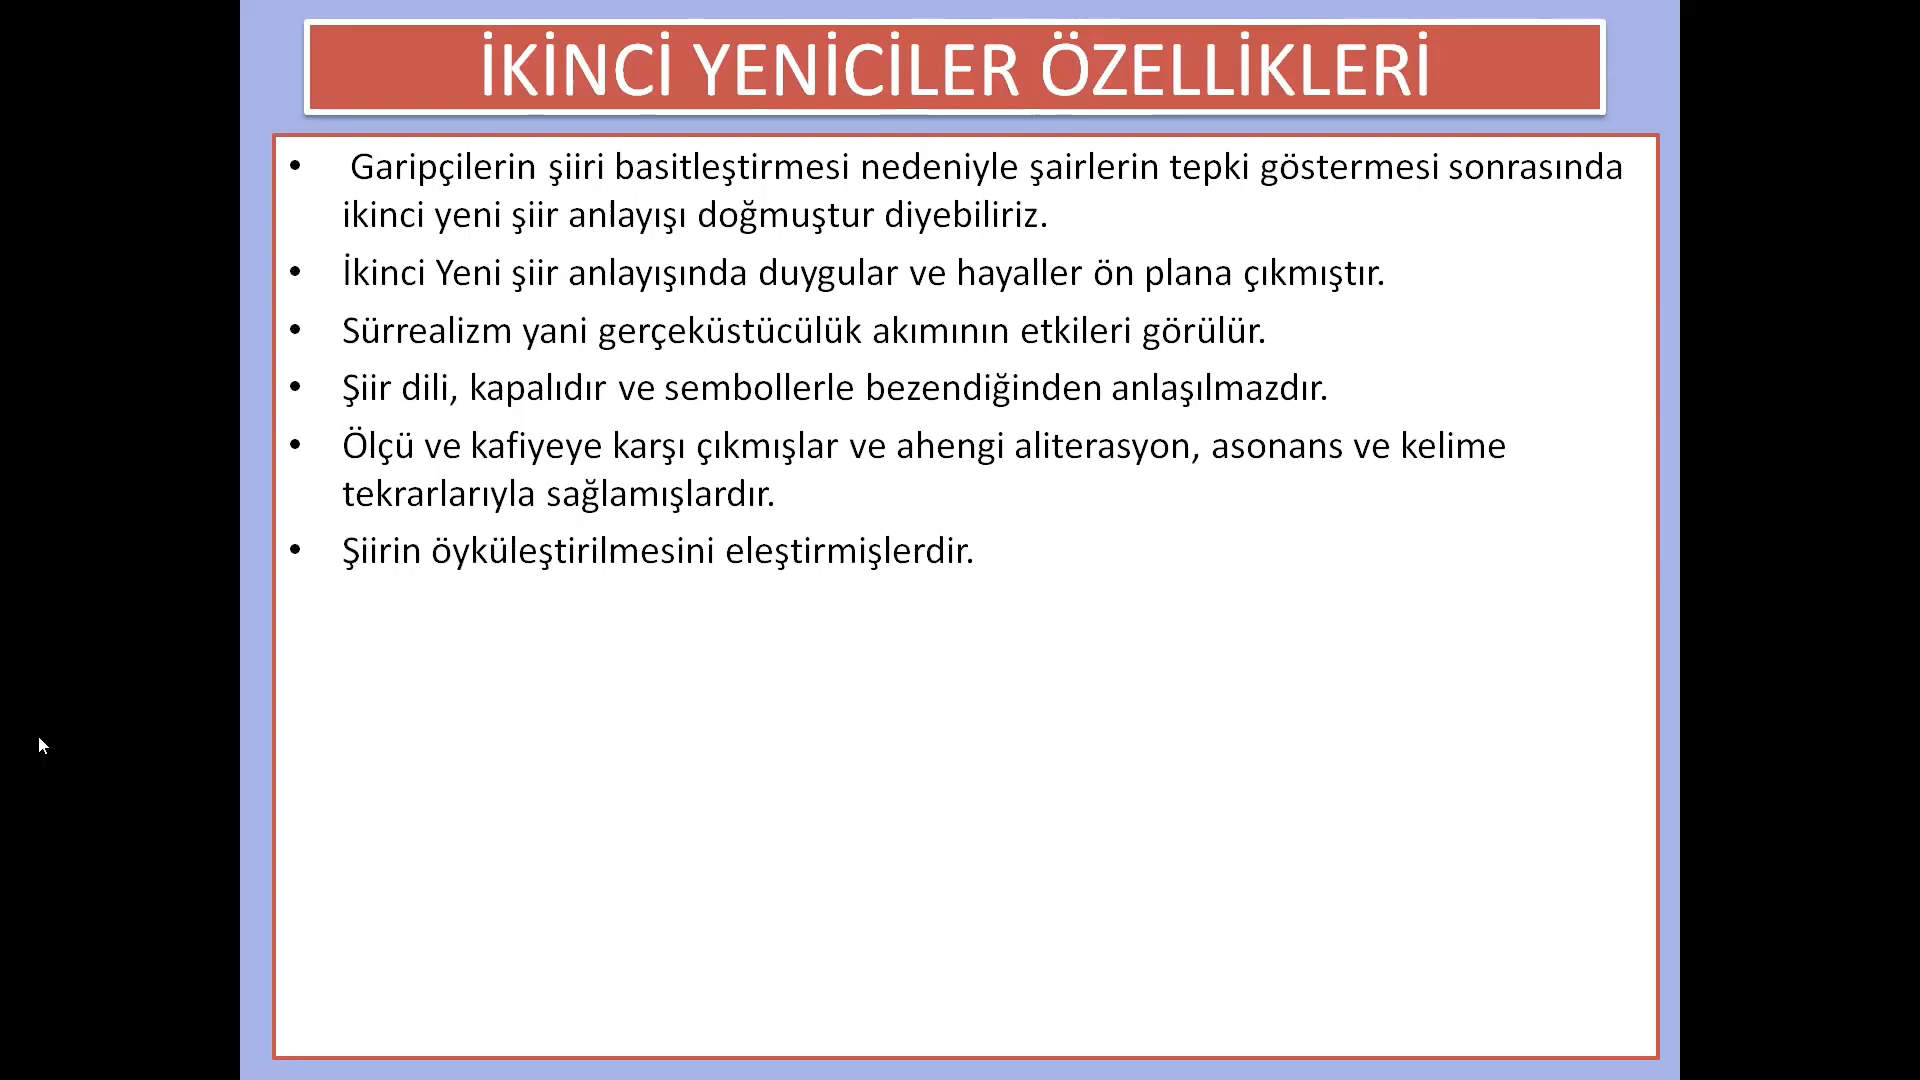 İKİNCİ YENİCİLER ÖZELLİKLERİ
• Garipçilerin şiiri basitleştirmesi nedeniyle şairlerin tepki göstermesi sonrasında
ikinci yeni şiir anlayışı doğmuştur diyebiliriz.
• İkinci Yeni şiir anlayışında duygular ve hayaller ön plana çıkmıştır.
• Sürrealizm yani gerçeküstücülük akımının etkileri görülür.
• Şiir dili, kapalıdır ve sembollerle bezendiğinden anlaşılmazdır.
• Ölçü ve kafiyeye karşı çıkmışlar ve ahengi aliterasyon, asonans ve kelime
tekrarlarıyla sağlamışlardır.
• Şiirin öyküleştirilmesini eleştirmişlerdir.